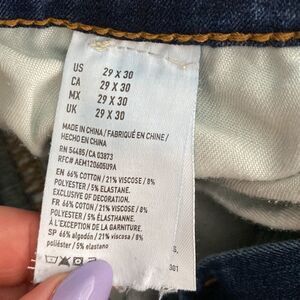 US 29 X 30
CA 29 X 30
MX 29 X 30
UK 29 X 30
MADE IN CHINA / FABRIQUÉ EN CHINE /
HECHO EN CHINA
RN 54485/CA 03873
RFC# AEM120605U9A
EN 66% COTTON / 21% VISCOSE / 8%
POLYESTER / 5% ELASTANE.
EXCLUSIVE OF DECORATION.
FR 66% COTON / 21% VISCOSE / 8%
POLYESTER / 5% ÉLASTHANNE.
À L'EXCEPTION DE LA GARNITURE.
SP 66% algodón / 21% viscosa / 8%
poliéster / 5% elastano
S.
301